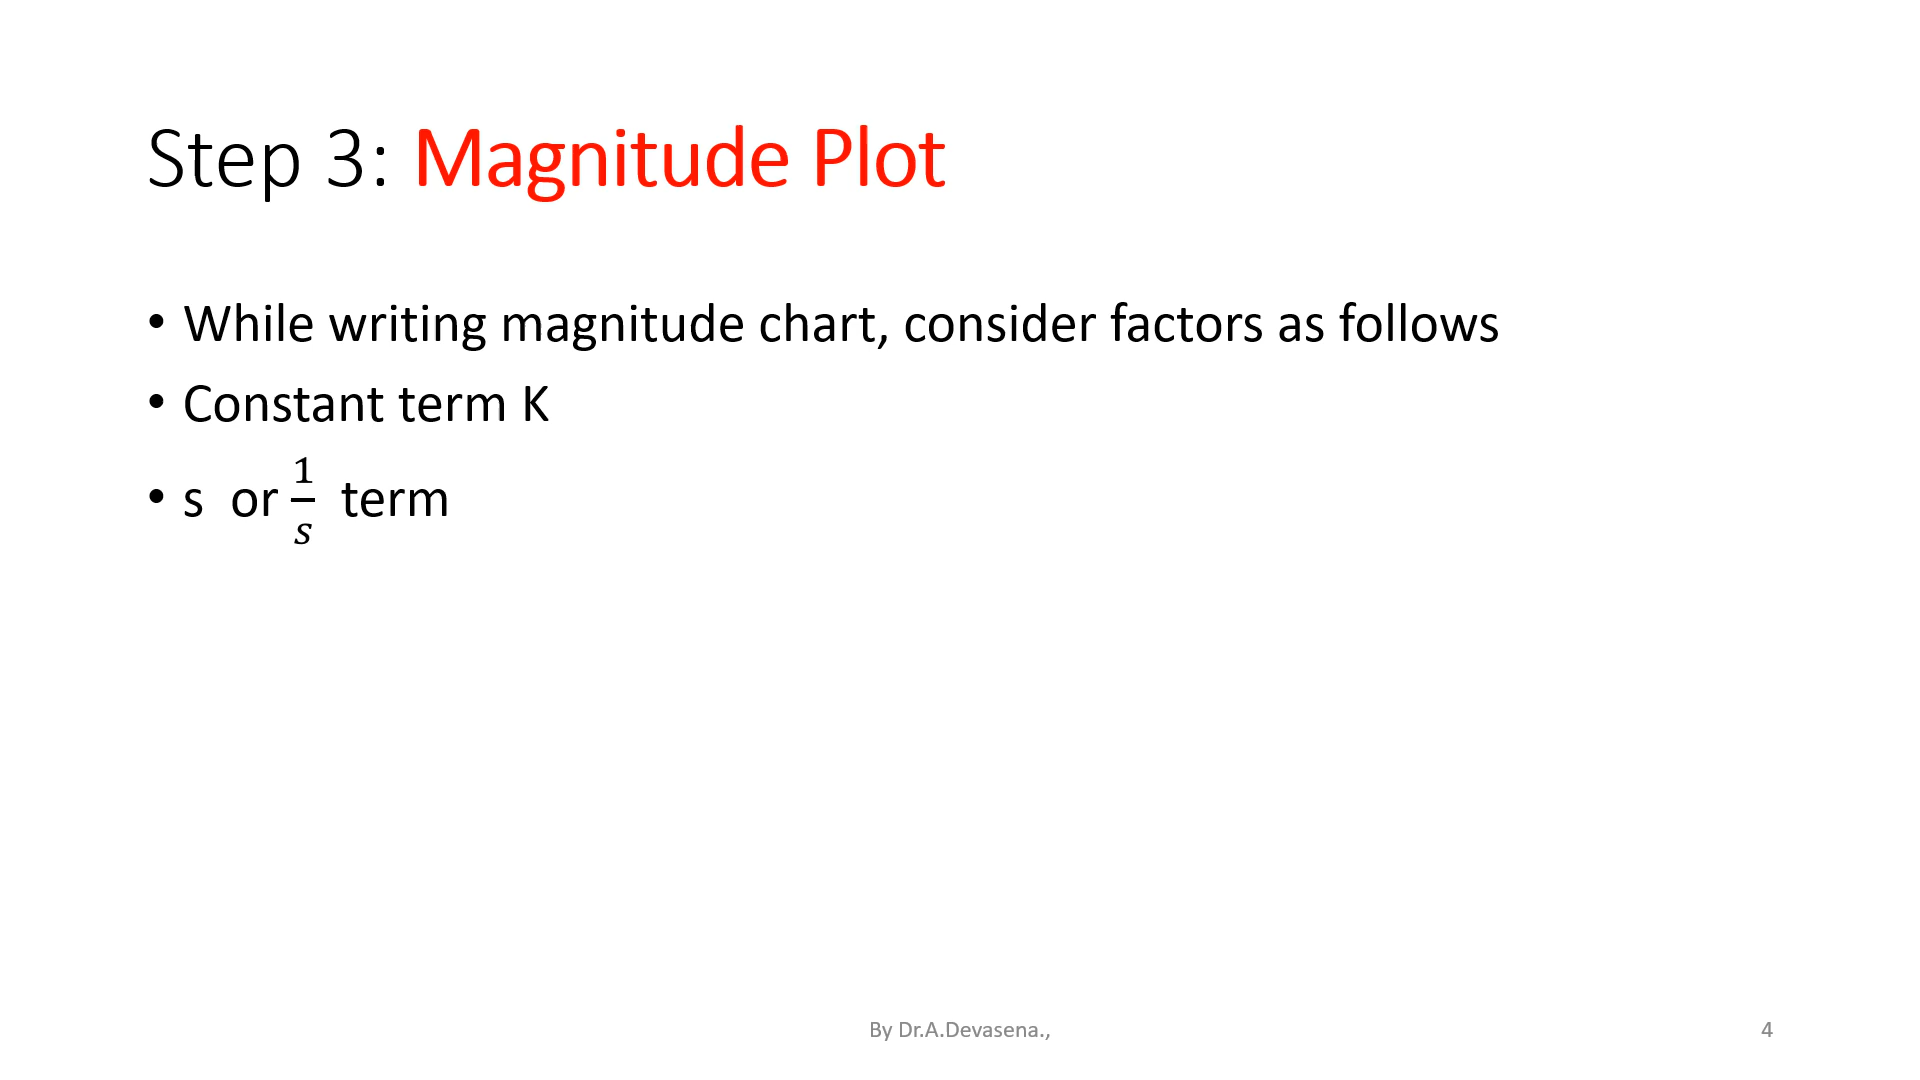 Step 3: Magnitude Plot
• While writing magnitude chart, consider factors as follows
• Constant term K
• s or 1/s term
By Dr.A.Devasena., 4